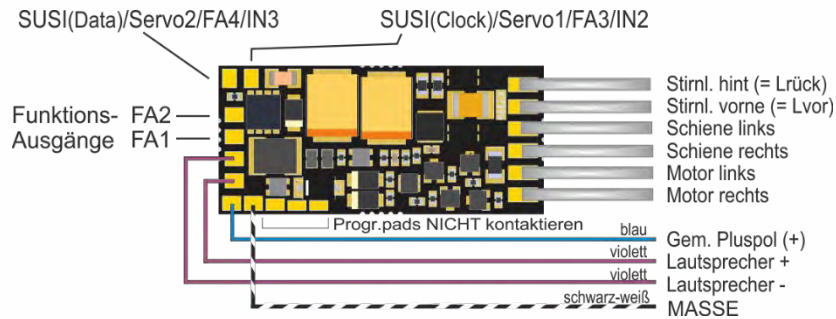 SUSI(Data)/Servo2/FA4/IN3
SUSI(Clock)/Servo1/FA3/IN2
Funktions- FA2
Ausgänge FA1
Stirnl. hint (= Lrück)
Stirnl. vorne (= Lvor)
Schiene links
Schiene rechts
Motor links
Motor rechts
Progr.pads NICHT kontaktieren
blau Gem. Pluspol (+)
violett Lautsprecher +
violett Lautsprecher -
schwarz-weiß MASSE